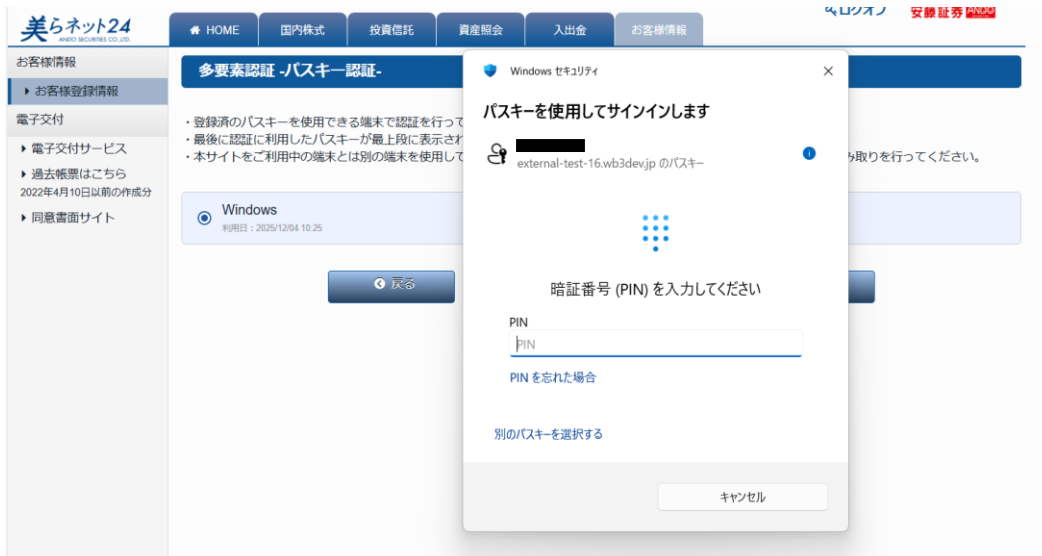 美らネット24
ANDO SECURITIES CO.,LTD.
HOME
国内株式
投資信託
資産照会
入出金
お客様情報
ログオフ
安藤証券 ANDO
お客様情報
お客様登録情報
電子交付
電子交付サービス
過去帳票はこちら
2022年4月10日以前の作成分
同意書面サイト
多要素認証 -パスキー認証-
・登録済のパスキーを使用できる端末で認証を行って
・最後に認証に利用したパスキーが最上段に表示され
・本サイトをご利用中の端末とは別の端末を使用して
み取りを行ってください。
Windows
利用日：2025/12/04 10:25
戻る
Windows セキュリティ
パスキーを使用してサインインします
external-test-16.wb3dev.jp のパスキー
暗証番号 (PIN) を入力してください
PIN
PIN
PIN を忘れた場合
別のパスキーを選択する
キャンセル